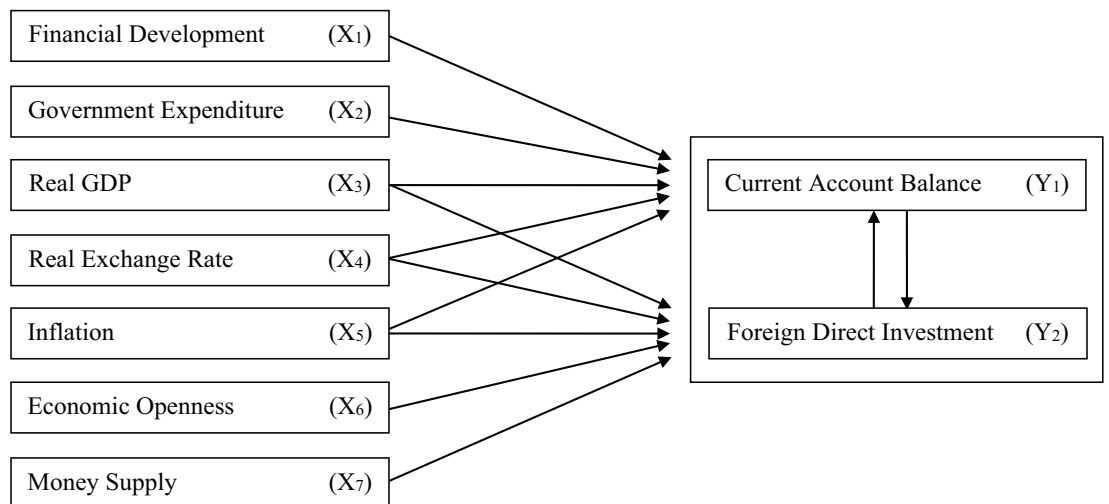 Financial Development (X₁)
Government Expenditure (X₂)
Real GDP (X₃)
Real Exchange Rate (X₄)
Inflation (X₅)
Economic Openness (X₆)
Money Supply (X₇)
Current Account Balance (Y₁)
Foreign Direct Investment (Y₂)